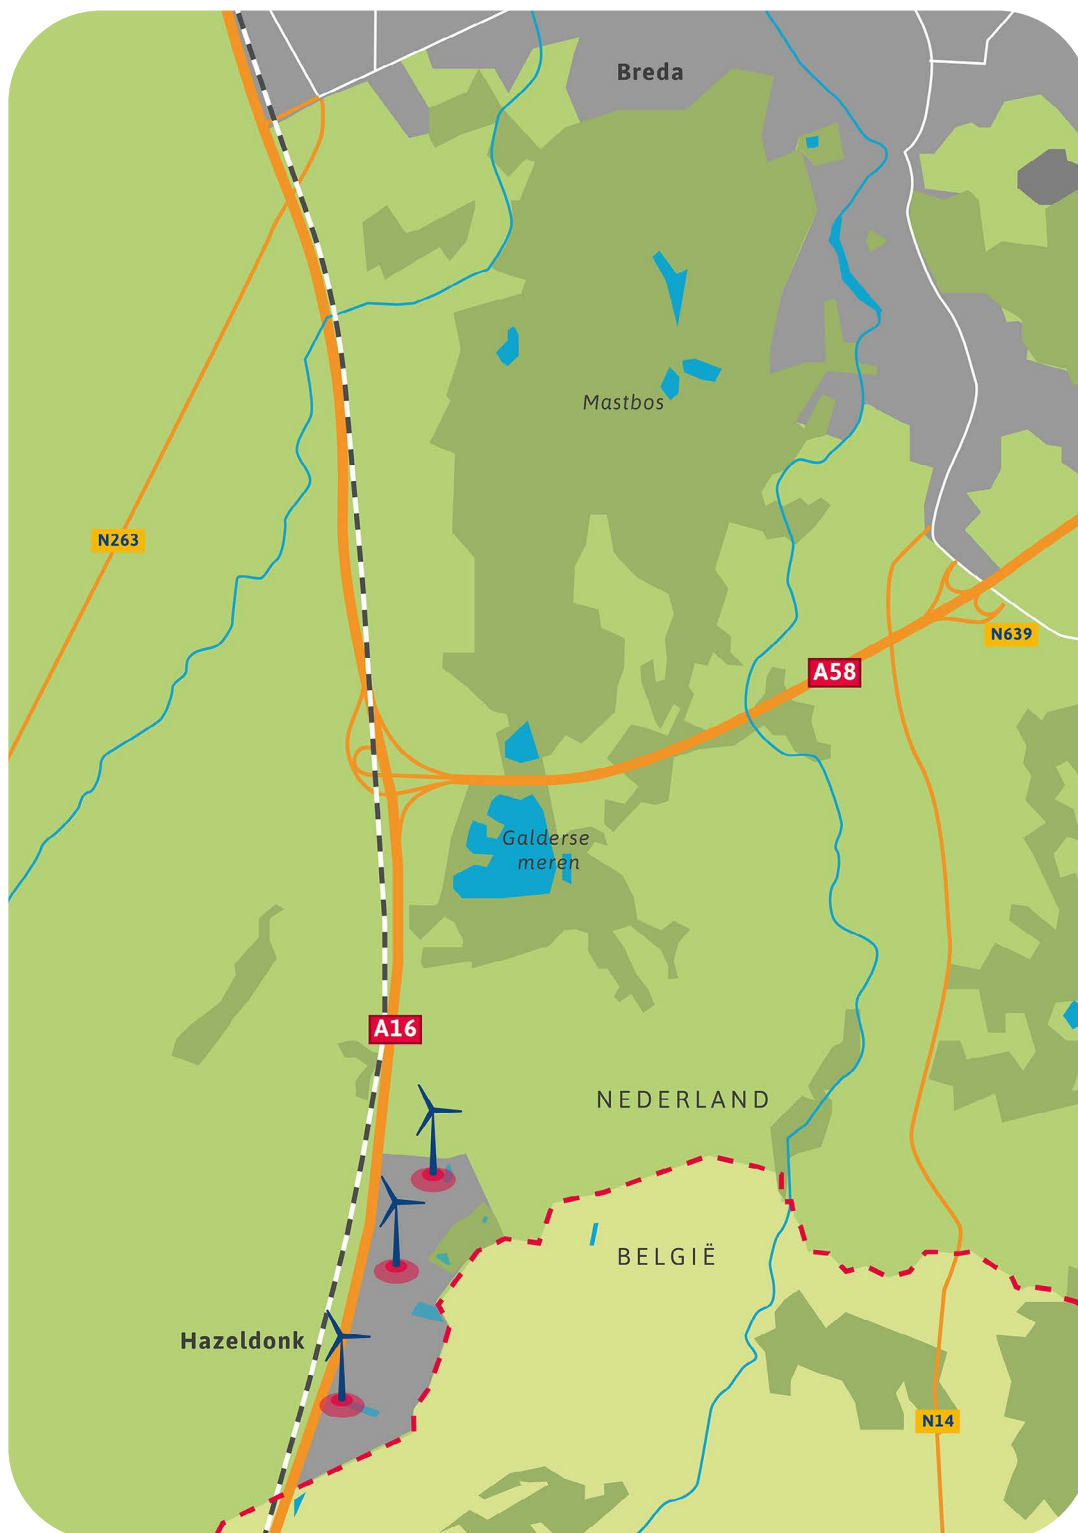 Breda
Mastbos
N263
N639
A58
Galderse
meren
A16
NEDERLAND
BELGIË
Hazeldonk
N14